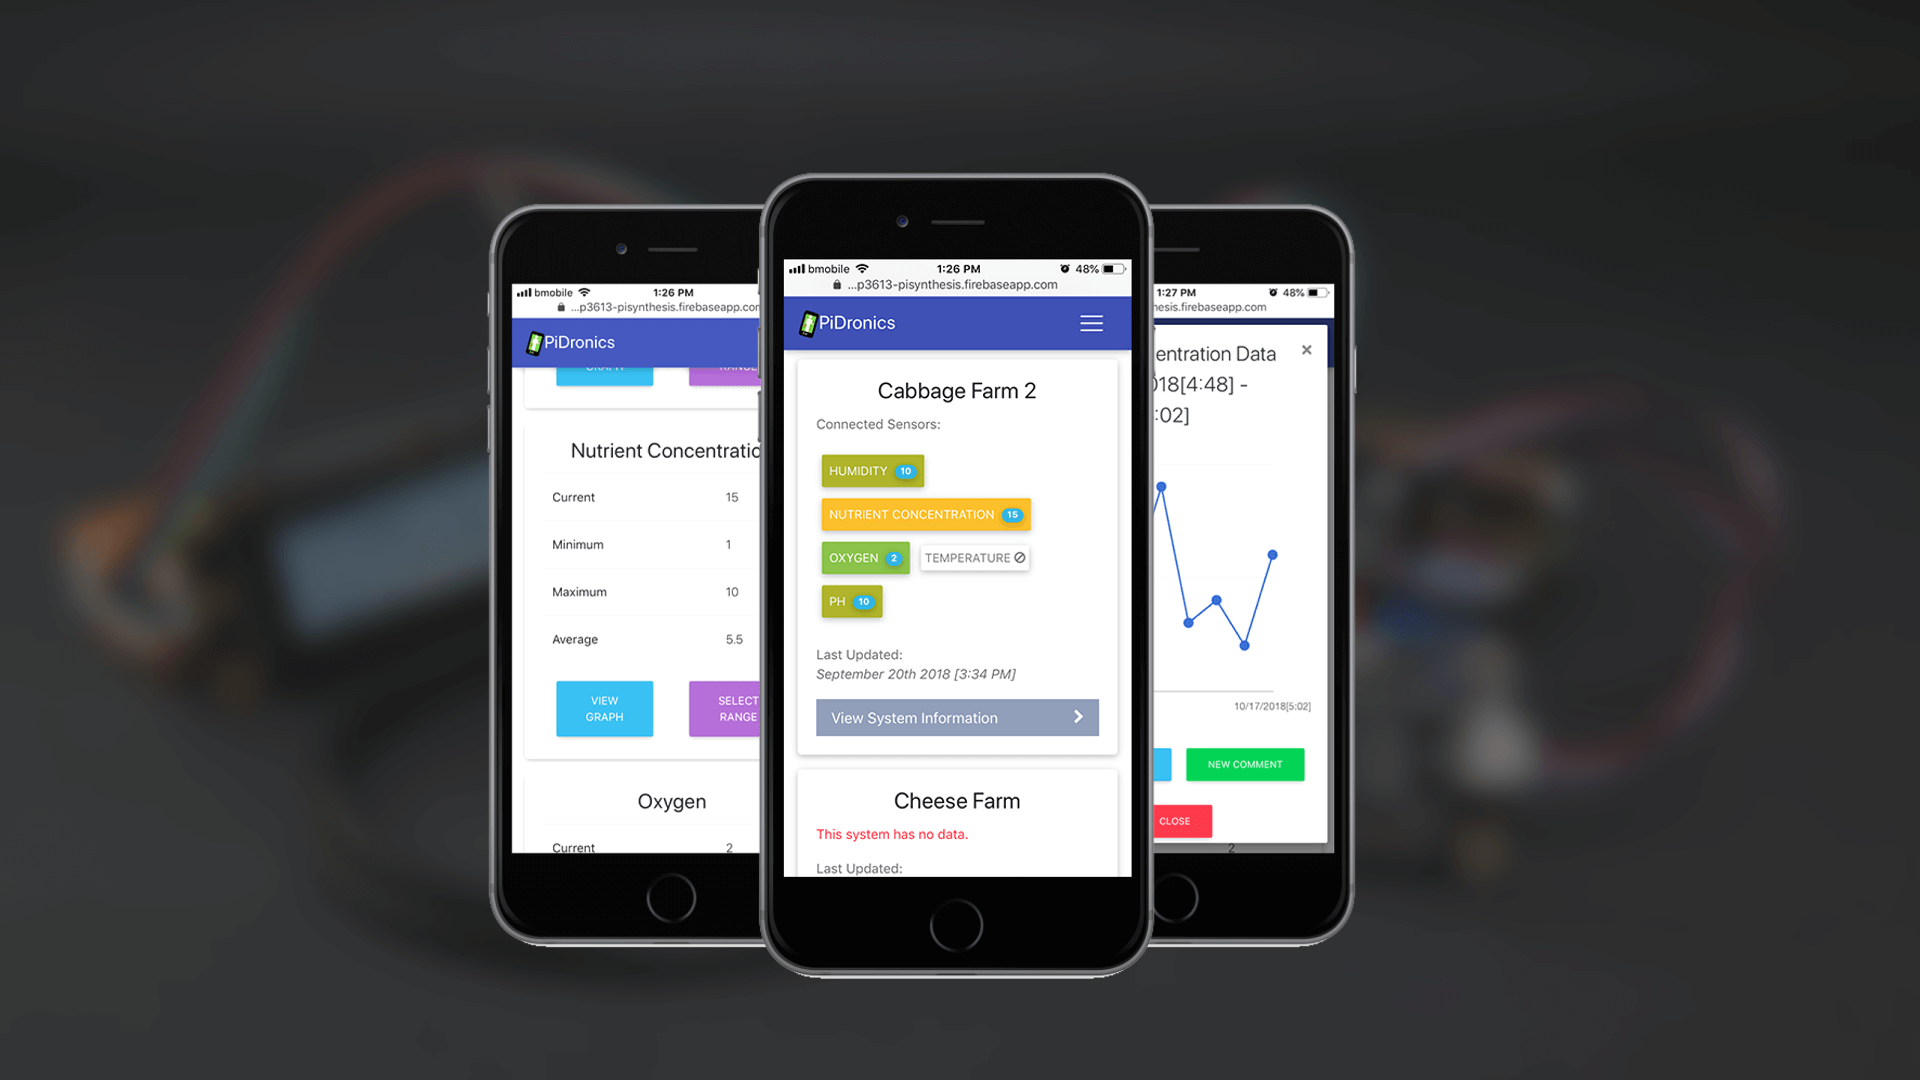 bmobile 1:26 PM
...p3613-pisynthesis.firebaseapp.com
PiDronics
GRAPH
RANGE
Nutrient Concentratio
Current 15
Minimum 1
Maximum 10
Average 5.5
VIEW
GRAPH
SELECT
RANGE
Oxygen
Current 2
bmobile 1:26 PM 48%
...p3613-pisynthesis.firebaseapp.com
PiDronics
Cabbage Farm 2
Connected Sensors:
HUMIDITY 10
NUTRIENT CONCENTRATION 15
OXYGEN 2 TEMPERATURE
PH 10
Last Updated:
September 20th 2018 [3:34 PM]
View System Information
Cheese Farm
This system has no data.
Last Updated:
1:27 PM 48%
nesis.firebaseapp.com
entration Data
018[4:48] -
:02]
10/17/2018[5:02]
NEW COMMENT
CLOSE
2